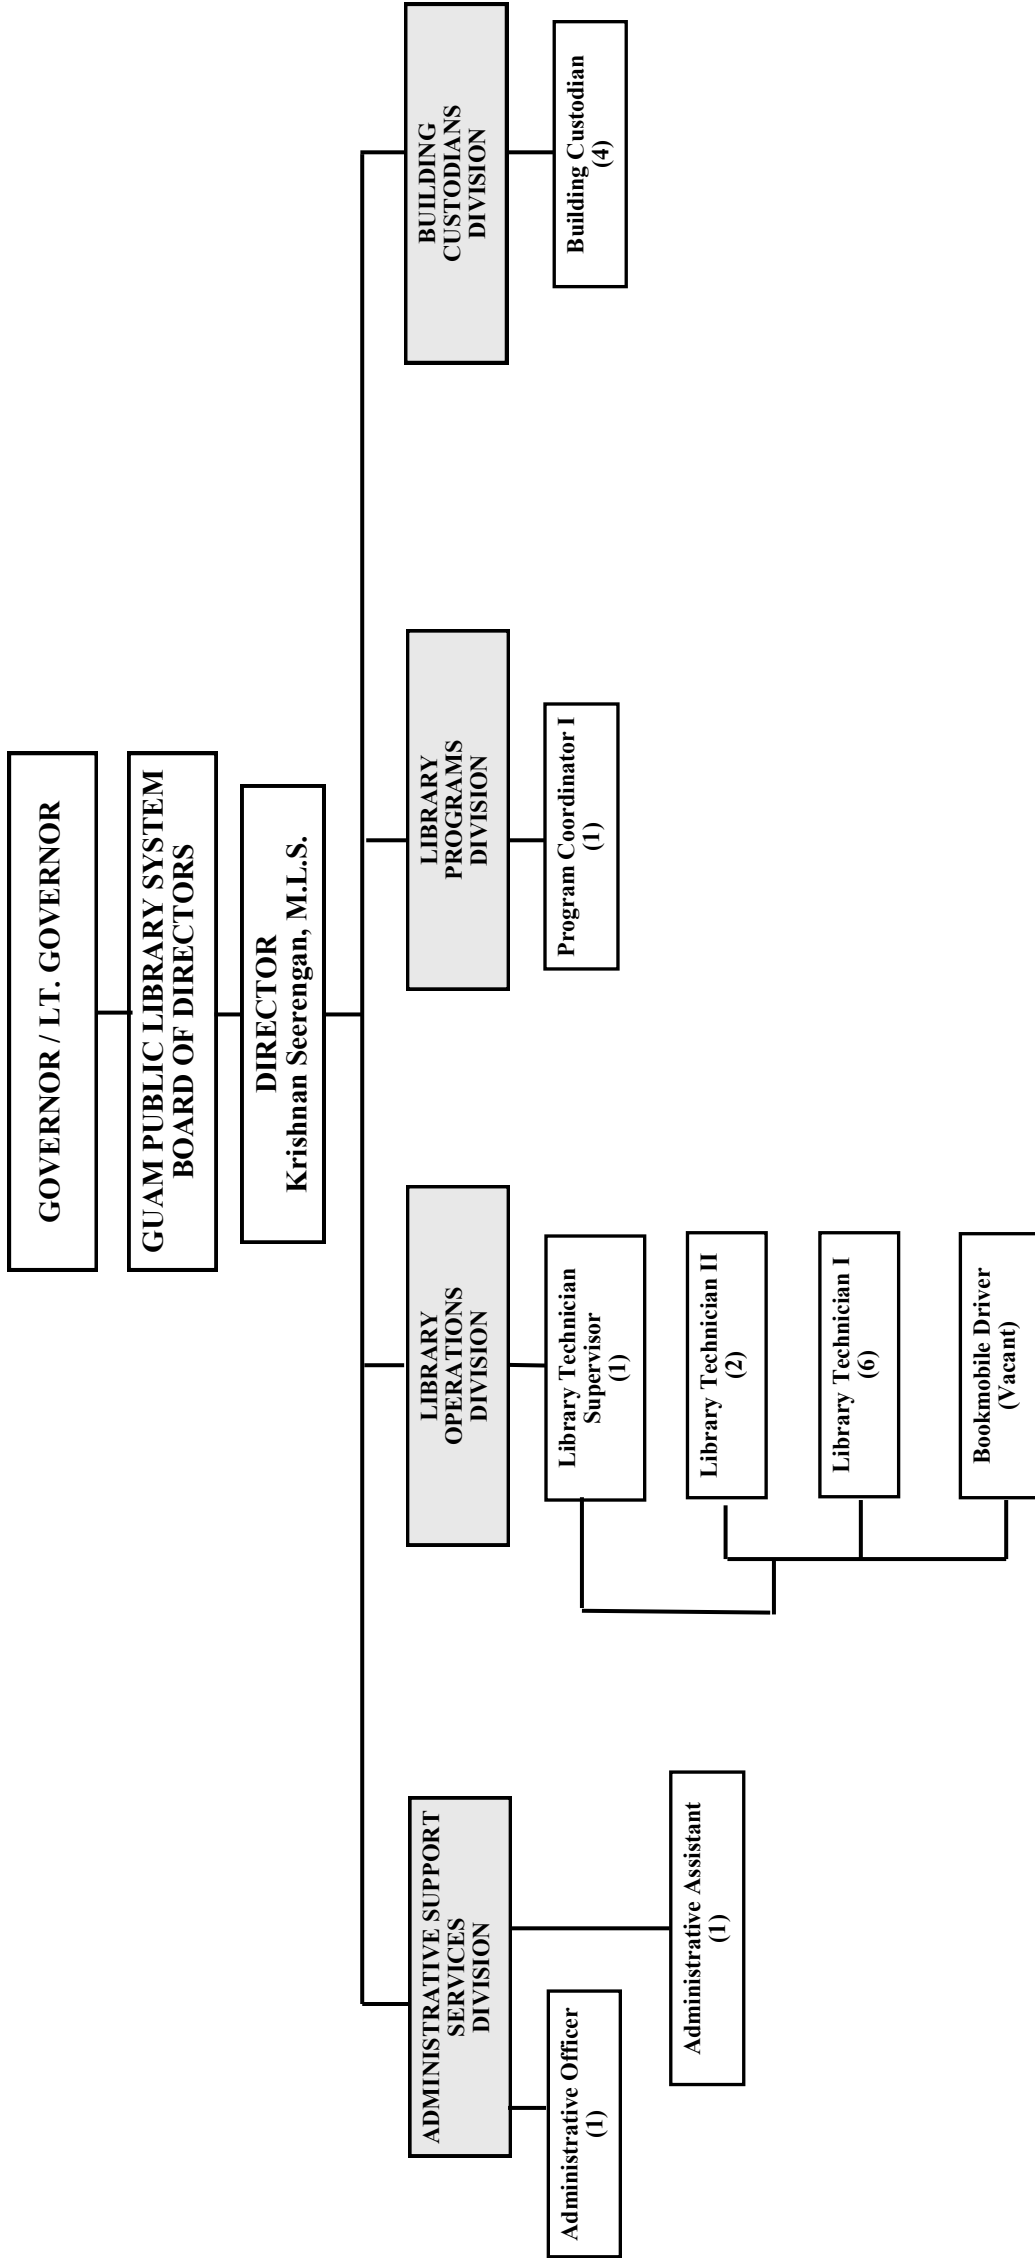 GOVERNOR / LT. GOVERNOR
GUAM PUBLIC LIBRARY SYSTEM
BOARD OF DIRECTORS
DIRECTOR
Krishnan Seerengan, M.L.S.
ADMINISTRATIVE SUPPORT
SERVICES
DIVISION
Administrative Officer
(1)
Administrative Assistant
(1)
LIBRARY
OPERATIONS
DIVISION
Library Technician
Supervisor
(1)
Library Technician II
(2)
Library Technician I
(6)
Bookmobile Driver
(Vacant)
LIBRARY
PROGRAMS
DIVISION
Program Coordinator I
(1)
BUILDING
CUSTODIANS
DIVISION
Building Custodian
(4)